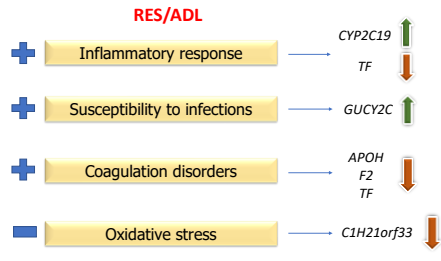 RES/ADL
CYP2C19
Inflammatory response
TF
Susceptibility to infections
GUCY2C
APOH
Coagulation disorders
F2
TF
Oxidative stress
C1H21orf33